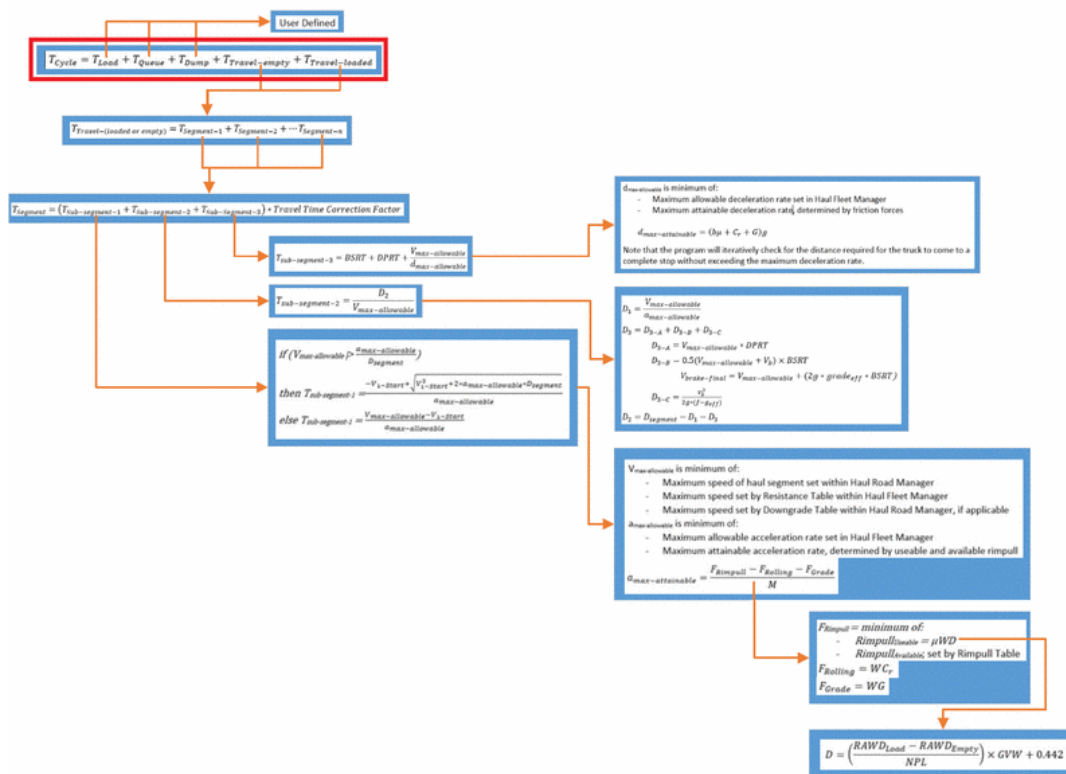 User Defined
T_Cycle = T_Load + T_Queue + T_Dump + T_Travel−empty + T_Travel−loaded
T_Travel−(loaded or empty) = T_Segment−1 + T_Segment−2 + ⋯ T_Segment−n
T_Segment = (T_Sub−segment−1 + T_Sub−segment−2 + T_Sub−Segment−3) * Travel Time Correction Factor
d_max-allowable is minimum of:
- Maximum allowable deceleration rate set in Haul Fleet Manager
- Maximum attainable deceleration rate, determined by friction forces
d_max−attainable = (bμ + C_r + G)g
Note that the program will iteratively check for the distance required for the truck to come to a
complete stop without exceeding the maximum deceleration rate.
T_sub−segment−3 = BSRT + DPRT + V_max−allowable / d_max−allowable
T_sub−segment−2 = D_2 / V_max−allowable
D_1 = V_max−allowable / a_max−allowable
D_3 = D_3−A + D_3−B + D_3−C
D_3−A = V_max−allowable * DPRT
D_3−B − 0.5(V_max−allowable + V_b) × BSRT
V_brake−final = V_max−allowable + (2g * grade_eff * BSRT)
D_3−C = / 2g*(f−g_eff)
D_2 = D_segment − D_1 − D_3
if (V_max-allowable > a_max−allowable / D_segment)
then T_sub-segment-1 = / a_max−allowable
else T_sub-segment-1 = V_max−allowable−V_1−Start / a_max−allowable
V_max-allowable is minimum of:
- Maximum speed of haul segment set within Haul Road Manager
- Maximum speed set by Resistance Table within Haul Fleet Manager
- Maximum speed set by Downgrade Table within Haul Road Manager, if applicable
a_max-allowable is minimum of:
- Maximum allowable acceleration rate set in Haul Fleet Manager
- Maximum attainable acceleration rate, determined by useable and available rimpull
a_max−attainable = F_Rimpull − F_Rolling − F_Grade / M
F_Rimpull = minimum of:
- Rimpull_Useable = μWD
- Rimpull_Available; set by Rimpull Table
F_Rolling = WC_r
F_Grade = WG
D = (RAWD_Load − RAWD_Empty / NPL) × GVW + 0.442